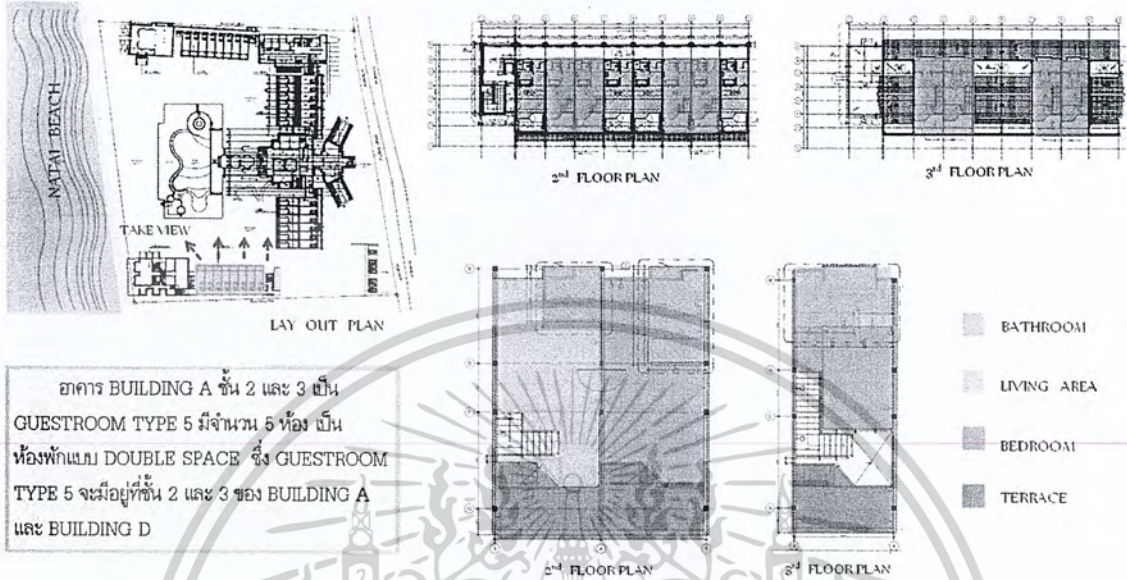 NATAI BEACH
TAKE VIEW
LAY OUT PLAN
2nd FLOOR PLAN
3rd FLOOR PLAN
อาคาร BUILDING A ชั้น 2 และ 3 เป็น
GUESTROOM TYPE 5 มีจำนวน 5 ห้อง เป็น
ห้องพักแบบ DOUBLE SPACE ซึ่ง GUESTROOM
TYPE 5 จะมีอยู่ที่ชั้น 2 และ 3 ของ BUILDING A
และ BUILDING D
2nd FLOOR PLAN
3rd FLOOR PLAN
BATHROOM
LIVING AREA
BEDROOM
TERRACE